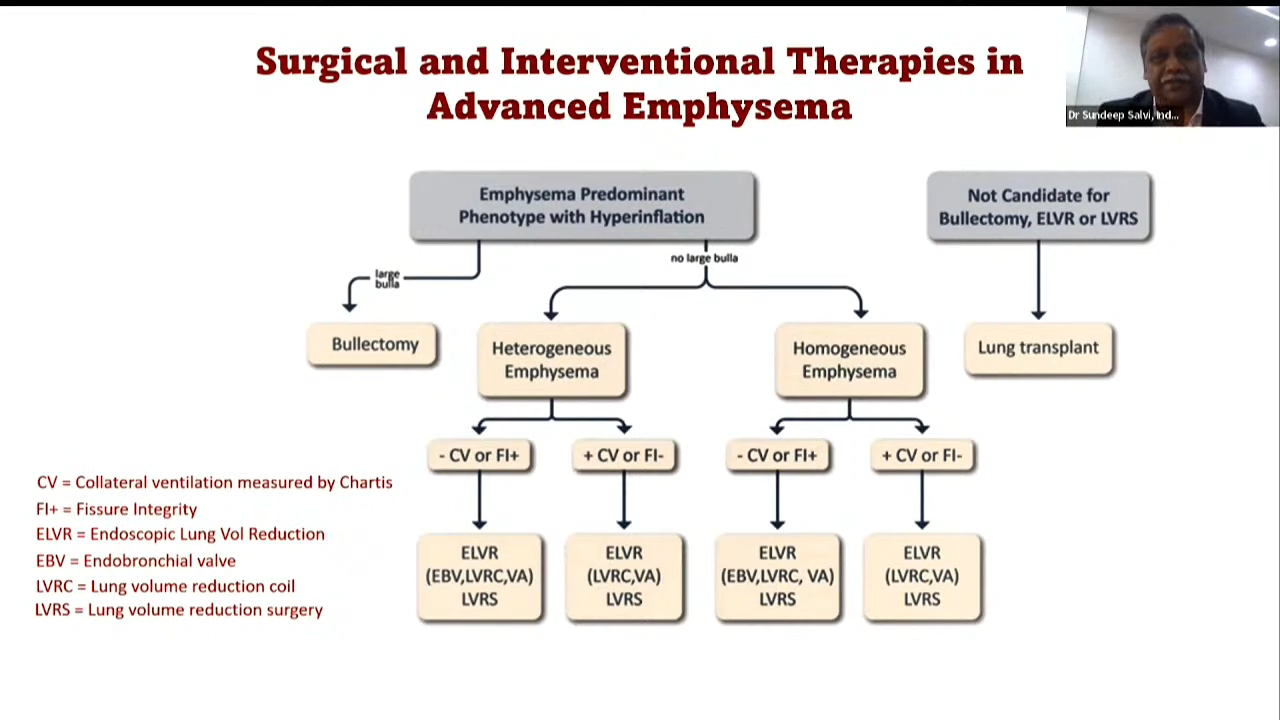 Surgical and Interventional Therapies in
Advanced Emphysema
Dr Sundeep Salvi, Ind...
Emphysema Predominant
Phenotype with Hyperinflation
Not Candidate for
Bullectomy, ELVR or LVRS
large
bulla
no large bulla
Bullectomy
Heterogeneous
Emphysema
Homogeneous
Emphysema
Lung transplant
- CV or FI+
+ CV or FI-
- CV or FI+
+ CV or FI-
CV = Collateral ventilation measured by Chartis
FI+ = Fissure Integrity
ELVR = Endoscopic Lung Vol Reduction
EBV = Endobronchial valve
LVRC = Lung volume reduction coil
LVRS = Lung volume reduction surgery
ELVR
(EBV,LVRC,VA)
LVRS
ELVR
(LVRC,VA)
LVRS
ELVR
(EBV,LVRC, VA)
LVRS
ELVR
(LVRC,VA)
LVRS